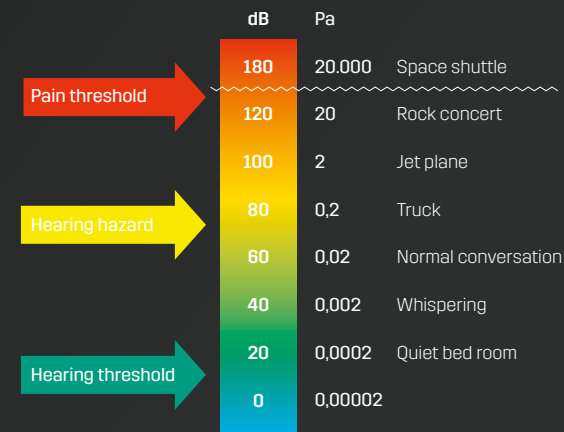 dB Pa
180 20.000 Space shuttle
Pain threshold
120 20 Rock concert
100 2 Jet plane
80 0,2 Truck
Hearing hazard
60 0,02 Normal conversation
40 0,002 Whispering
20 0,0002 Quiet bed room
Hearing threshold
0 0,00002